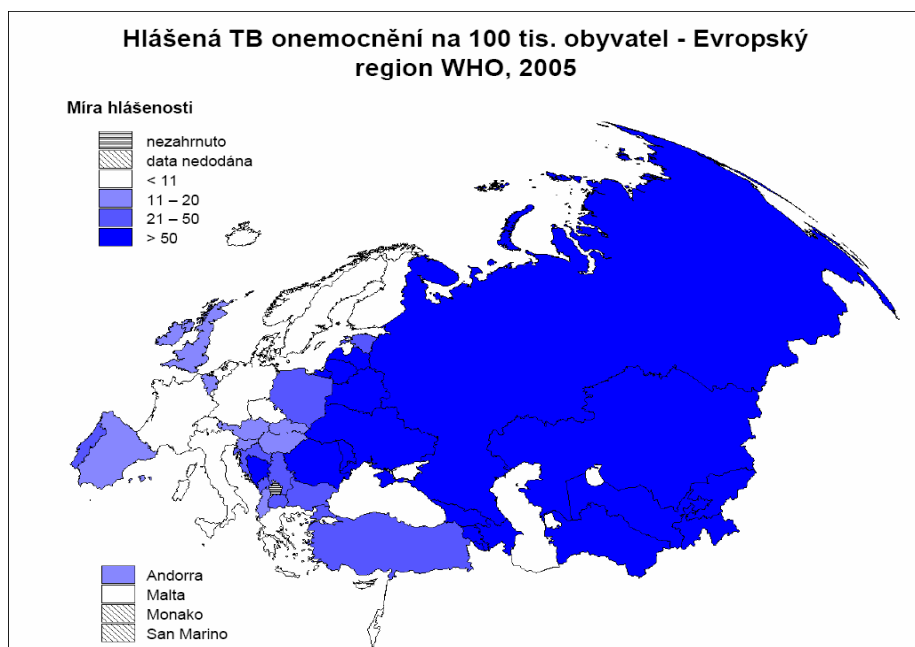 Hlášená TB onemocnění na 100 tis. obyvatel - Evropský
region WHO, 2005
Míra hlášenosti
nezahrnuto
data nedodána
< 11
11 – 20
21 – 50
> 50
Andorra
Malta
Monako
San Marino